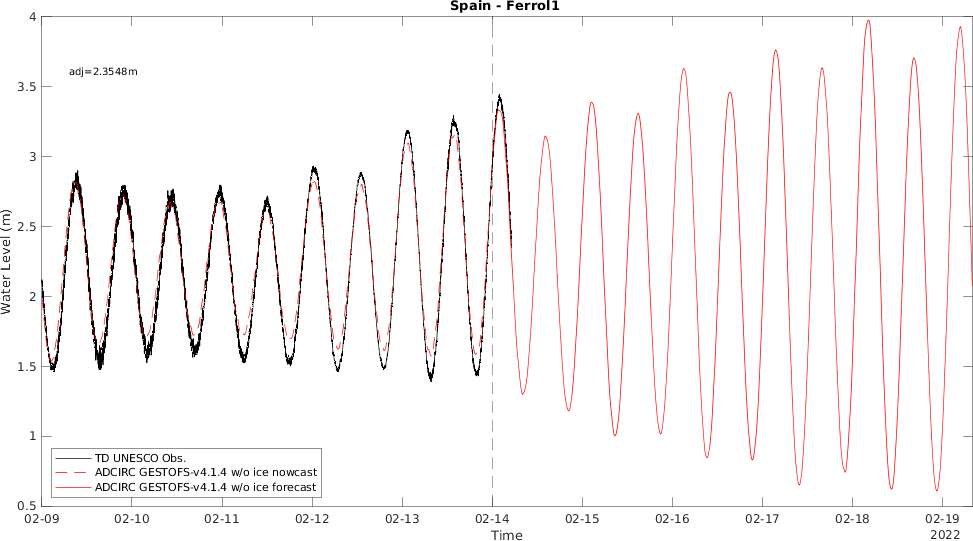 Spain - Ferrol1
adj=2.3548m
Water Level (m)
4
3.5
3
2.5
2
1.5
1
0.5
TD UNESCO Obs.
ADCIRC GESTOFS-v4.1.4 w/o ice nowcast
ADCIRC GESTOFS-v4.1.4 w/o ice forecast
02-09 02-10 02-11 02-12 02-13 02-14 02-15 02-16 02-17 02-18 02-19
Time
2022